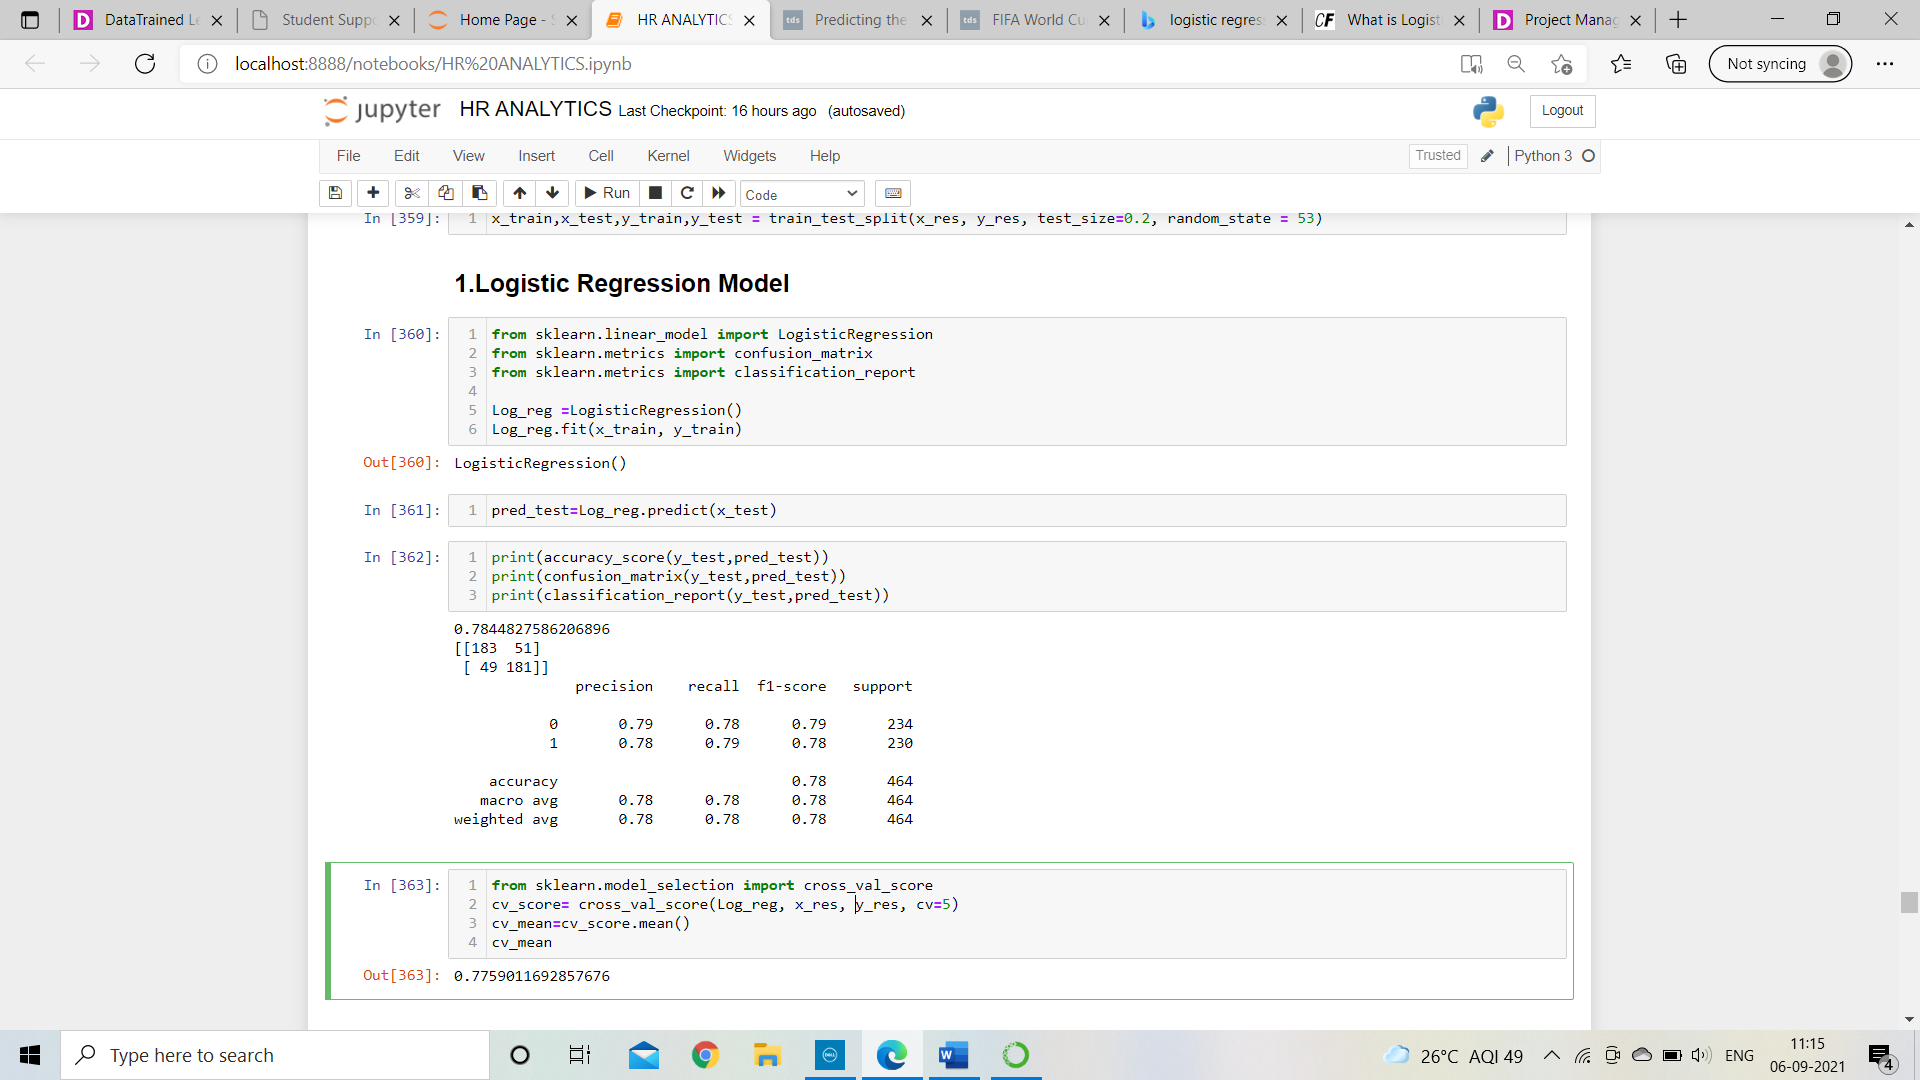 DataTrained Le
Student Suppo
Home Page - S
HR ANALYTICS
tds Predicting the
tds FIFA World Cu
logistic regres
CF What is Logist
Project Manag
localhost:8888/notebooks/HR%20ANALYTICS.ipynb
Not syncing
jupyter HR ANALYTICS Last Checkpoint: 16 hours ago (autosaved)
Logout
File Edit View Insert Cell Kernel Widgets Help
Trusted Python 3
Run Code
In [359]: 1 x_train,x_test,y_train,y_test = train_test_split(x_res, y_res, test_size=0.2, random_state = 53)
1.Logistic Regression Model
In [360]: 1 from sklearn.linear_model import LogisticRegression
2 from sklearn.metrics import confusion_matrix
3 from sklearn.metrics import classification_report
4
5 Log_reg =LogisticRegression()
6 Log_reg.fit(x_train, y_train)
Out[360]: LogisticRegression()
In [361]: 1 pred_test=Log_reg.predict(x_test)
In [362]: 1 print(accuracy_score(y_test,pred_test))
2 print(confusion_matrix(y_test,pred_test))
3 print(classification_report(y_test,pred_test))
0.7844827586206896
[[183 51]
[ 49 181]]
precision recall f1-score support
0 0.79 0.78 0.79 234
1 0.78 0.79 0.78 230
accuracy 0.78 464
macro avg 0.78 0.78 0.78 464
weighted avg 0.78 0.78 0.78 464
In [363]: 1 from sklearn.model_selection import cross_val_score
2 cv_score= cross_val_score(Log_reg, x_res, y_res, cv=5)
3 cv_mean=cv_score.mean()
4 cv_mean
Out[363]: 0.7759011692857676
Type here to search
DELL
W
26°C AQI 49
ENG
11:15
06-09-2021
4